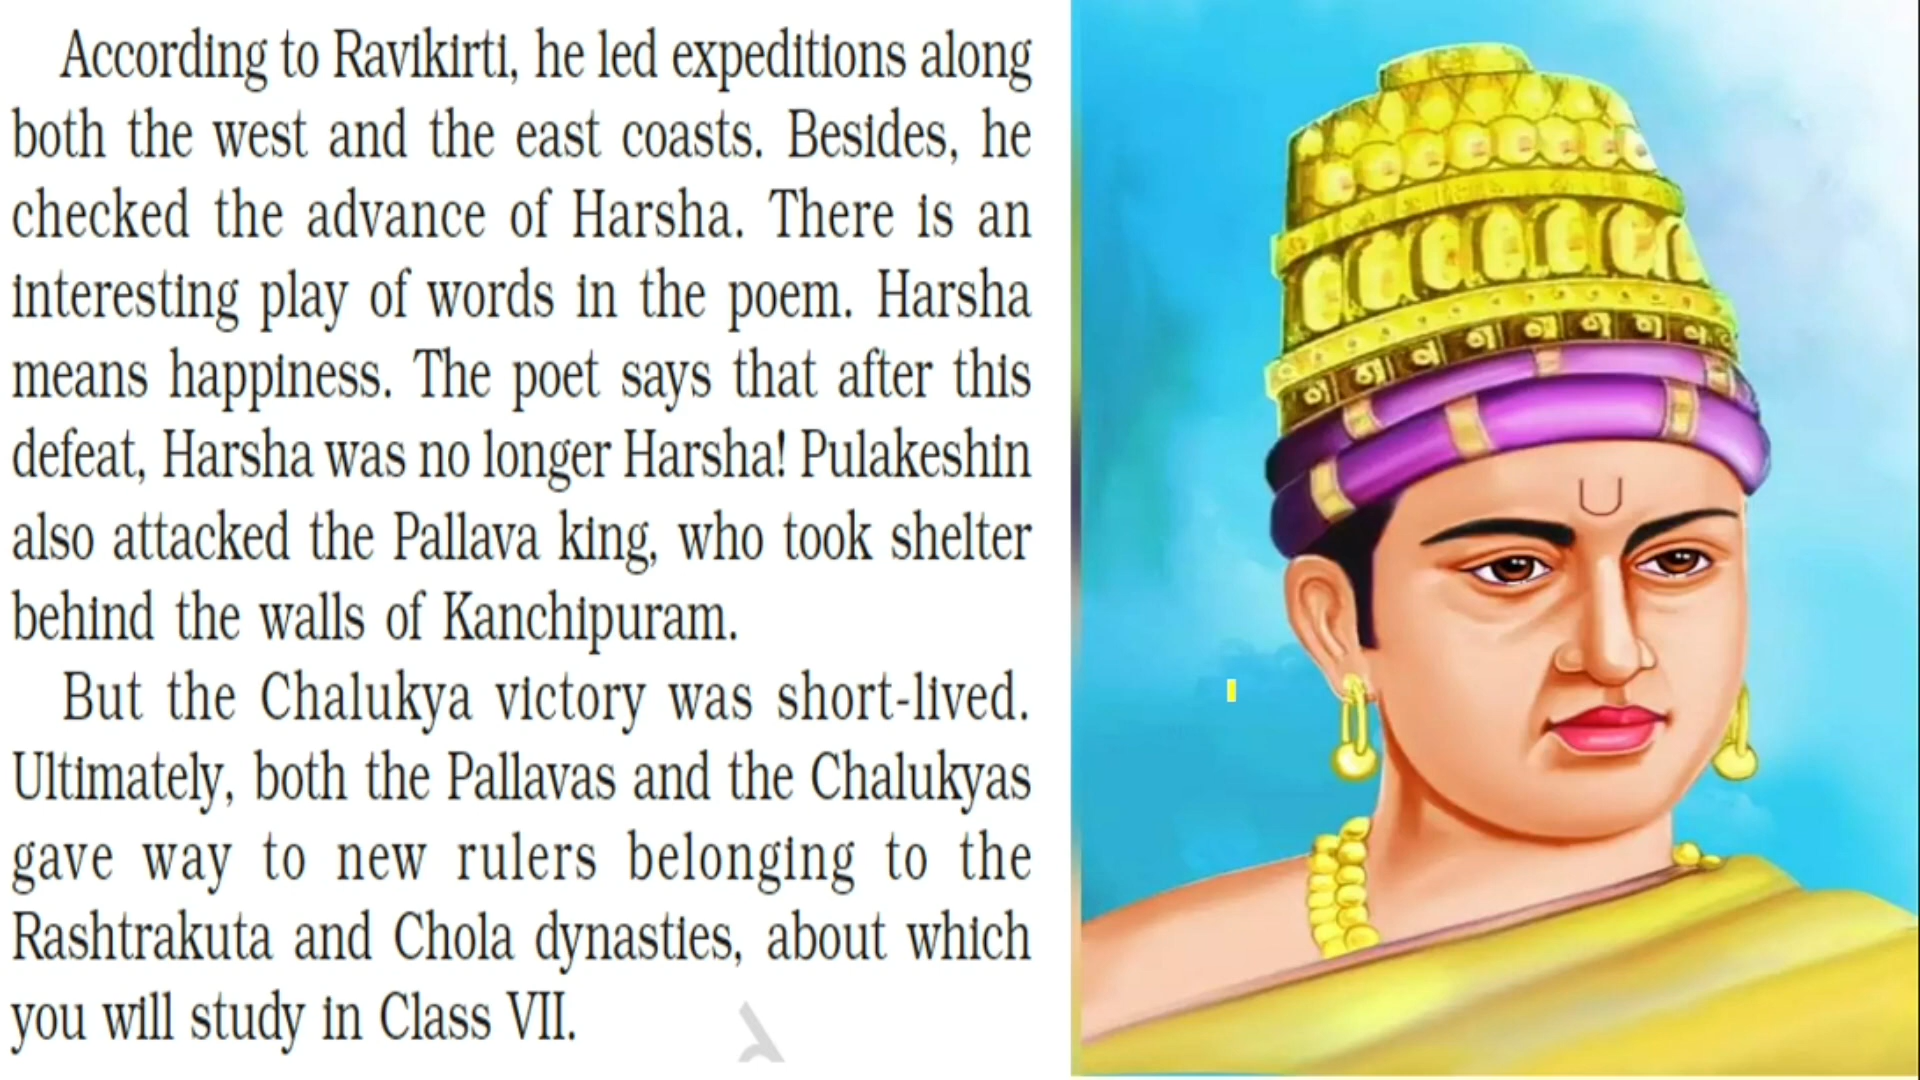 According to Ravikirti, he led expeditions along
both the west and the east coasts. Besides, he
checked the advance of Harsha. There is an
interesting play of words in the poem. Harsha
means happiness. The poet says that after this
defeat, Harsha was no longer Harsha! Pulakeshin
also attacked the Pallava king, who took shelter
behind the walls of Kanchipuram.
But the Chalukya victory was short-lived.
Ultimately, both the Pallavas and the Chalukyas
gave way to new rulers belonging to the
Rashtrakuta and Chola dynasties, about which
you will study in Class VII.